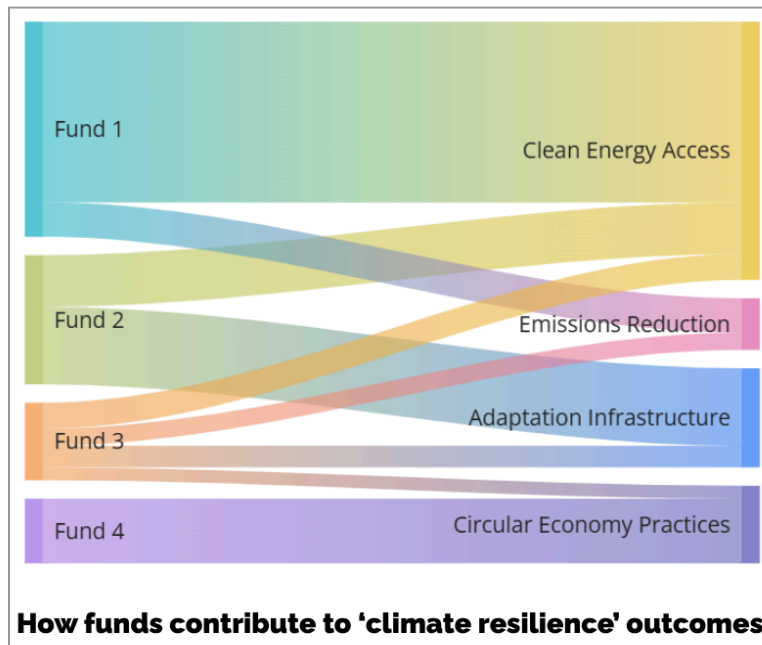 Fund 1
Clean Energy Access
Fund 2
Emissions Reduction
Adaptation Infrastructure
Fund 3
Circular Economy Practices
Fund 4
How funds contribute to ‘climate resilience’ outcomes